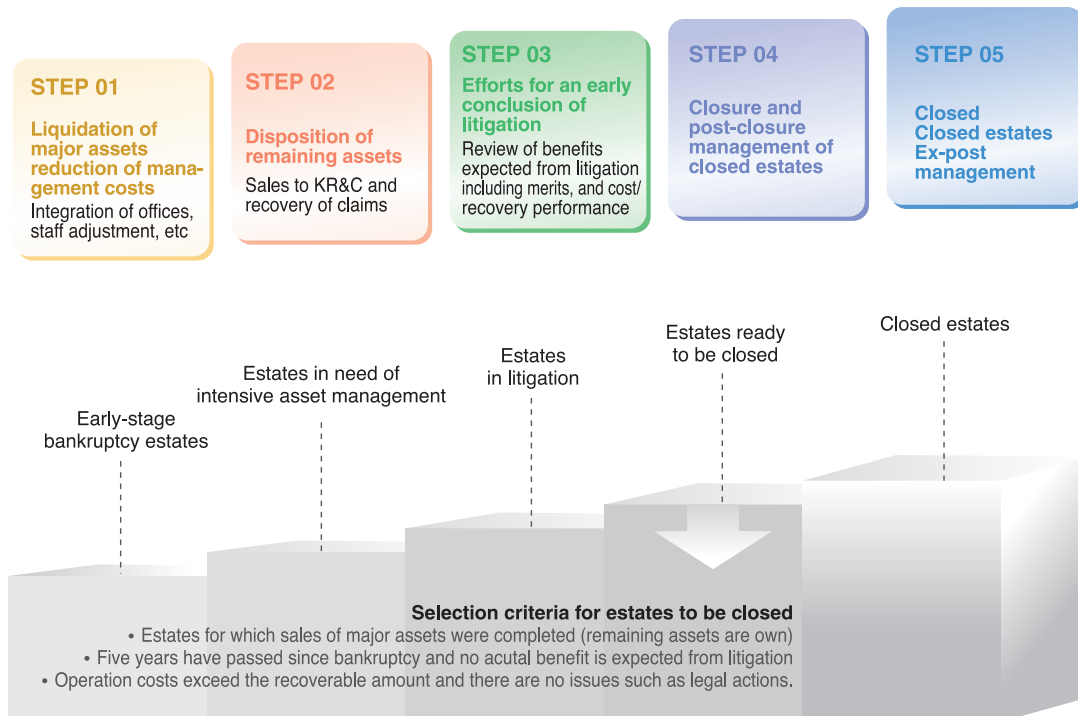 STEP 01
Liquidation of
major assets
reduction of mana-
gement costs
Integration of offices,
staff adjustment, etc
STEP 02
Disposition of
remaining assets
Sales to KR&C and
recovery of claims
STEP 03
Efforts for an early
conclusion of
litigation
Review of benefits
expected from litigation
including merits, and cost/
recovery performance
STEP 04
Closure and
post-closure
management of
closed estates
STEP 05
Closed
Closed estates
Ex-post
management
Early-stage
bankruptcy estates
Estates in need of
intensive asset management
Estates
in litigation
Estates ready
to be closed
Closed estates
Selection criteria for estates to be closed
• Estates for which sales of major assets were completed (remaining assets are own)
• Five years have passed since bankruptcy and no acutal benefit is expected from litigation
• Operation costs exceed the recoverable amount and there are no issues such as legal actions.